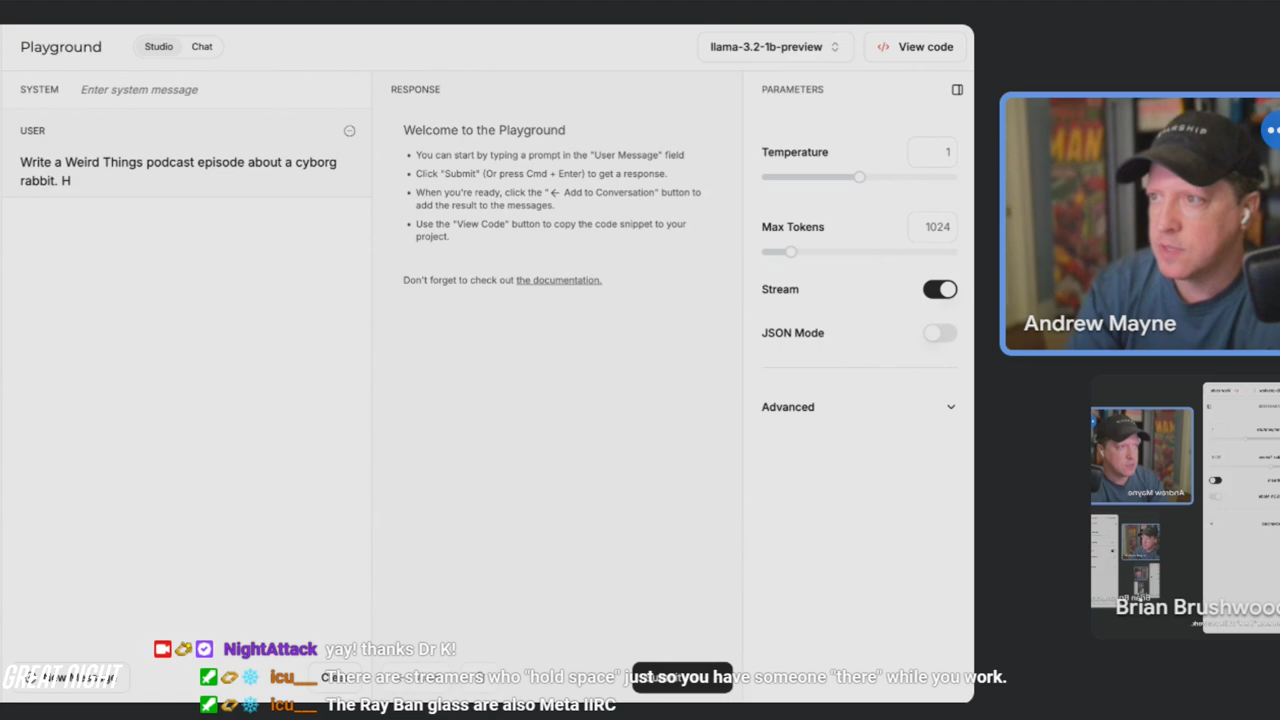 Playground
Studio
Chat
llama-3.2-1b-preview
View code
SYSTEM
Enter system message
RESPONSE
PARAMETERS
USER
Write a Weird Things podcast episode about a cyborg
rabbit. H
Welcome to the Playground
• You can start by typing a prompt in the "User Message" field
• Click "Submit" (Or press Cmd + Enter) to get a response.
• When you're ready, click the "← Add to Conversation" button to
add the result to the messages.
• Use the "View Code" button to copy the code snippet to your
project.
Don't forget to check out the documentation.
Temperature
1
Max Tokens
1024
Stream
JSON Mode
Advanced
Andrew Mayne
Andrew Mayne
Brian Brushwood
NightAttack yay! thanks Dr K!
GREAT NIGHT
icu___ There are streamers who "hold space" just so you have someone "there" while you work.
icu___ The Ray Ban glass are also Meta IIRC